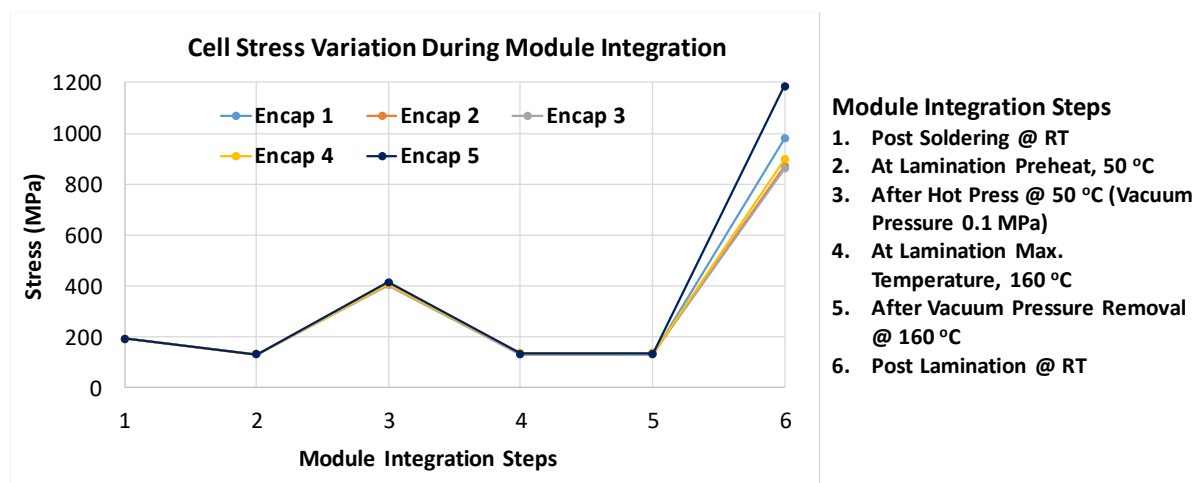 Cell Stress Variation During Module Integration
1200
1000
800
600
400
200
0
Stress (MPa)
Encap 1
Encap 2
Encap 3
Encap 4
Encap 5
1
2
3
4
5
6
Module Integration Steps
Module Integration Steps
1. Post Soldering @ RT
2. At Lamination Preheat, 50 °C
3. After Hot Press @ 50 °C (Vacuum
Pressure 0.1 MPa)
4. At Lamination Max.
Temperature, 160 °C
5. After Vacuum Pressure Removal
@ 160 °C
6. Post Lamination @ RT